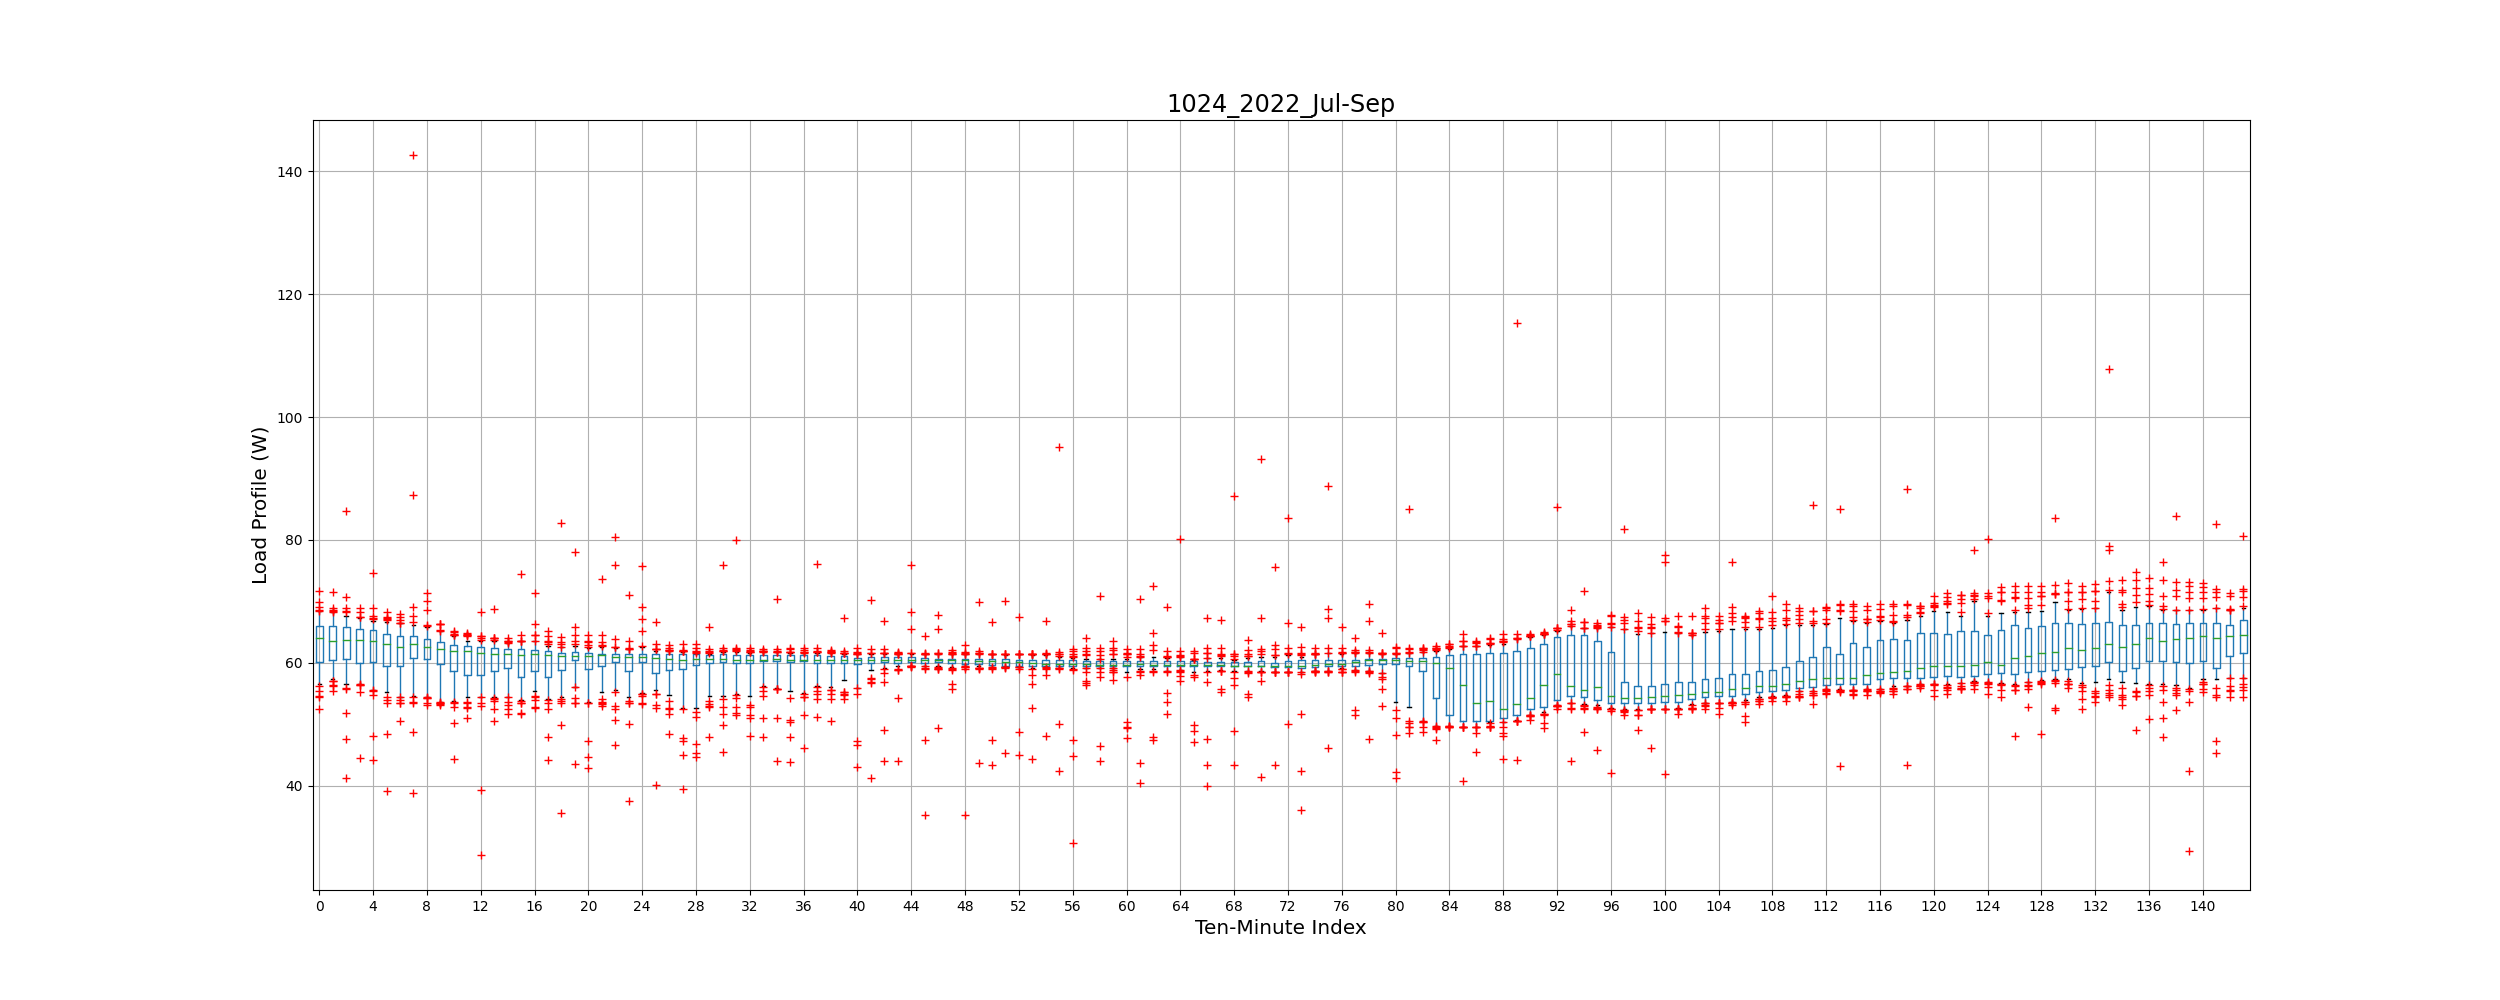 1024_2022_Jul-Sep
Load Profile (W)
140
120
100
80
60
40
0 4 8 12 16 20 24 28 32 36 40 44 48 52 56 60 64 68 72 76 80 84 88 92 96 100 104 108 112 116 120 124 128 132 136 140
Ten-Minute Index